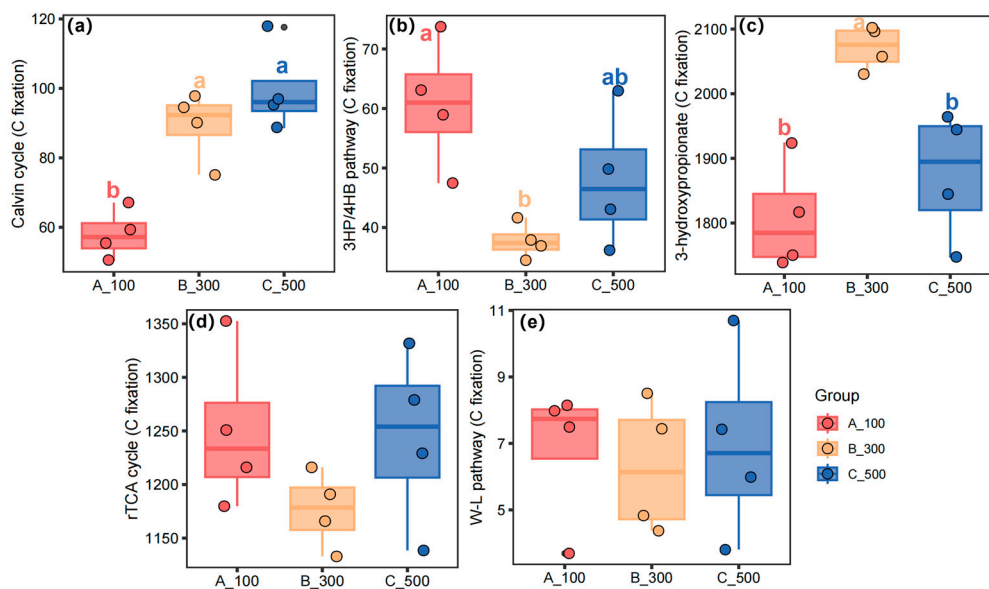 (a)
Calvin cycle (C fixation)
120
100
80
60
b
a
a
A_100
B_300
C_500
(b)
3HP/4HB pathway (C fixation)
70
60
50
40
a
b
ab
A_100
B_300
C_500
(c)
3-hydroxypropionate (C fixation)
2100
2000
1900
1800
b
a
b
A_100
B_300
C_500
(d)
rTCA cycle (C fixation)
1350
1300
1250
1200
1150
A_100
B_300
C_500
(e)
W-L pathway (C fixation)
11
9
7
5
A_100
B_300
C_500
Group
A_100
B_300
C_500